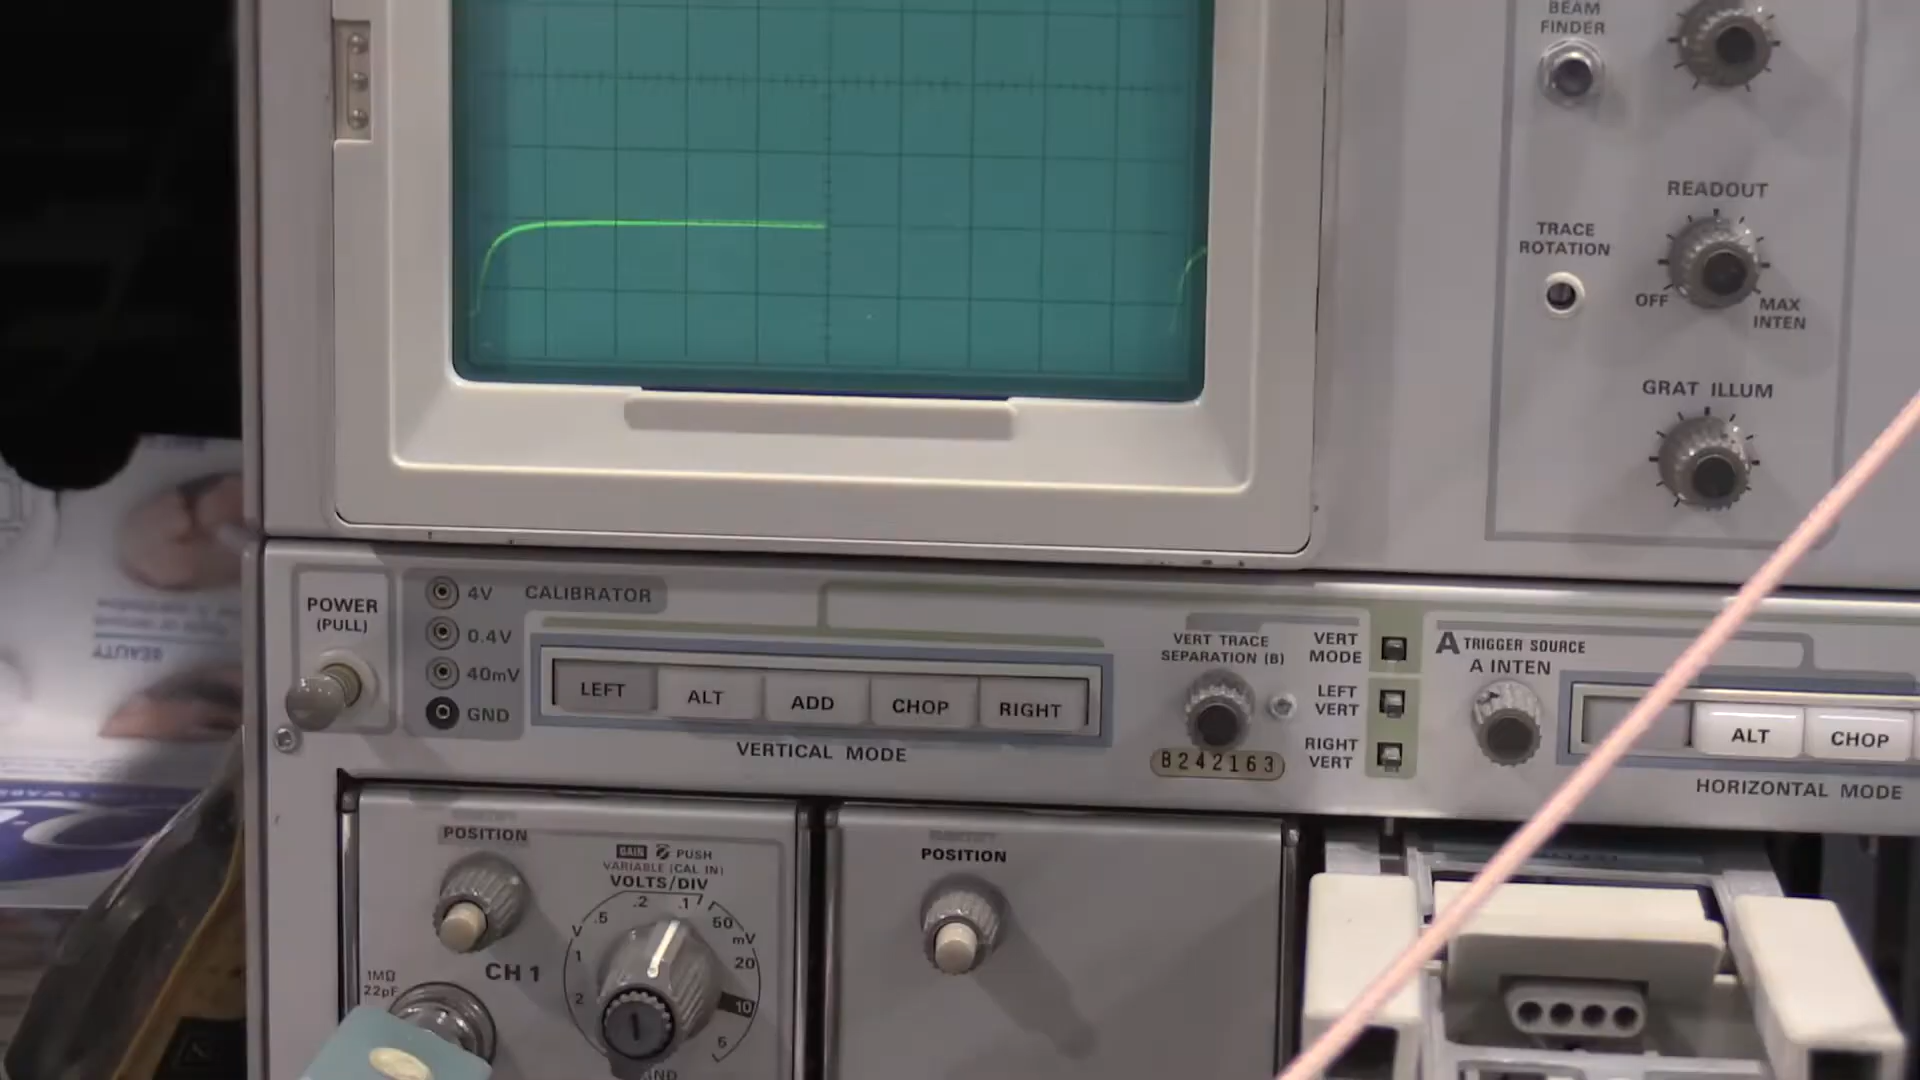 BEAM
FINDER
READOUT
TRACE
ROTATION
OFF
MAX
INTEN
GRAT ILLUM
POWER
(PULL)
4V
CALIBRATOR
0.4V
40mV
GND
LEFT
ALT
ADD
CHOP
RIGHT
VERTICAL MODE
VERT TRACE
SEPARATION (B)
B242163
VERT
MODE
LEFT
VERT
RIGHT
VERT
A TRIGGER SOURCE
A INTEN
ALT
CHOP
HORIZONTAL MODE
POSITION
GAIN PUSH
VARIABLE (CAL IN)
VOLTS/DIV
.2
.1
.5
50
V
mV
1
20
2
10
5
CH 1
1MΩ
22pF
POSITION
BEAUTY